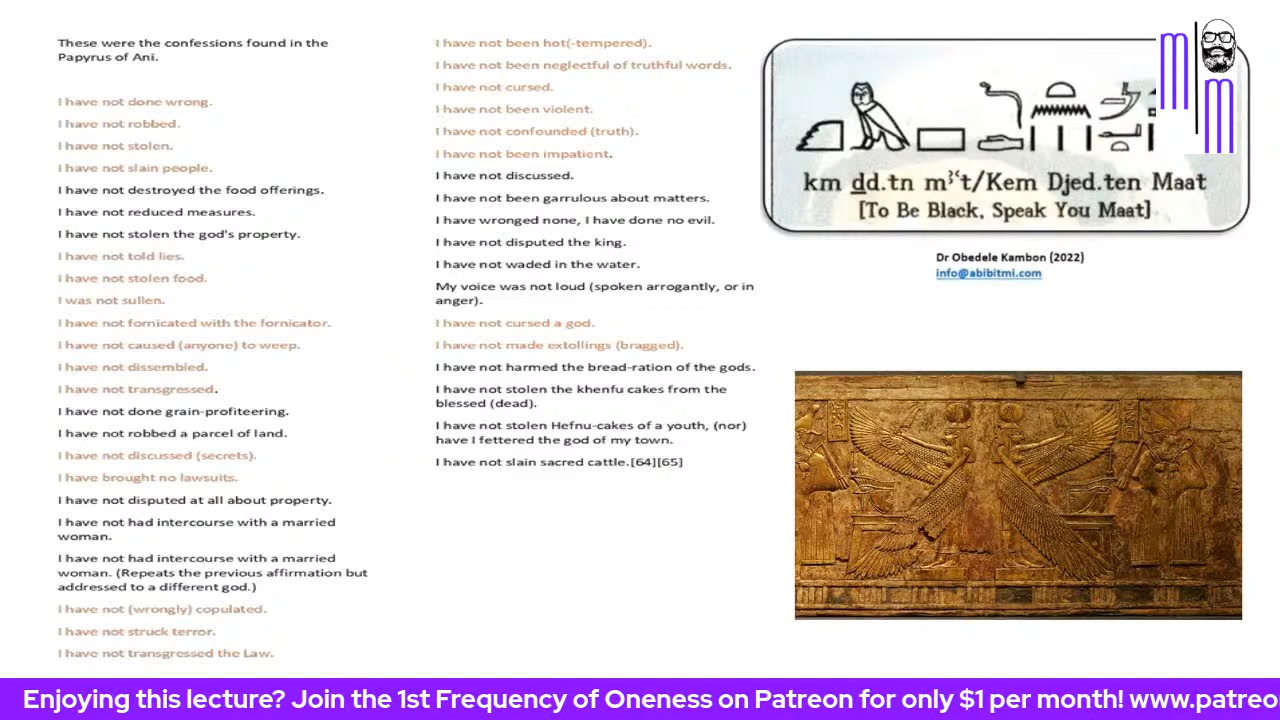 These were the confessions found in the
Papyrus of Ani.
I have not done wrong.
I have not robbed.
I have not stolen.
I have not slain people.
I have not destroyed the food offerings.
I have not reduced measures.
I have not stolen the god's property.
I have not told lies.
I have not stolen food.
I was not sullen.
I have not fornicated with the fornicator.
I have not caused (anyone) to weep.
I have not dissembled.
I have not transgressed.
I have not done grain-profiteering.
I have not robbed a parcel of land.
I have not discussed (secrets).
I have brought no lawsuits.
I have not disputed at all about property.
I have not had intercourse with a married
woman.
I have not had intercourse with a married
woman. (Repeats the previous affirmation but
addressed to a different god.)
I have not (wrongly) copulated.
I have not struck terror.
I have not transgressed the Law.
I have not been hot(-tempered).
I have not been neglectful of truthful words.
I have not cursed.
I have not been violent.
I have not confounded (truth).
I have not been impatient.
I have not discussed.
I have not been garrulous about matters.
I have wronged none, I have done no evil.
I have not disputed the king.
I have not waded in the water.
My voice was not loud (spoken arrogantly, or in
anger).
I have not cursed a god.
I have not made extollings (bragged).
I have not harmed the bread-ration of the gods.
I have not stolen the khenfu cakes from the
blessed (dead).
I have not stolen Hefnu-cakes of a youth, (nor)
have I fettered the god of my town.
I have not slain sacred cattle.[64][65]
km ḏd.tn mꜣꜥt/Kem Djed.ten Maat
[To Be Black, Speak You Maat]
Dr Obedele Kambon (2022)
info@abibitmi.com
Enjoying this lecture? Join the 1st Frequency of Oneness on Patreon for only $1 per month! www.patreo